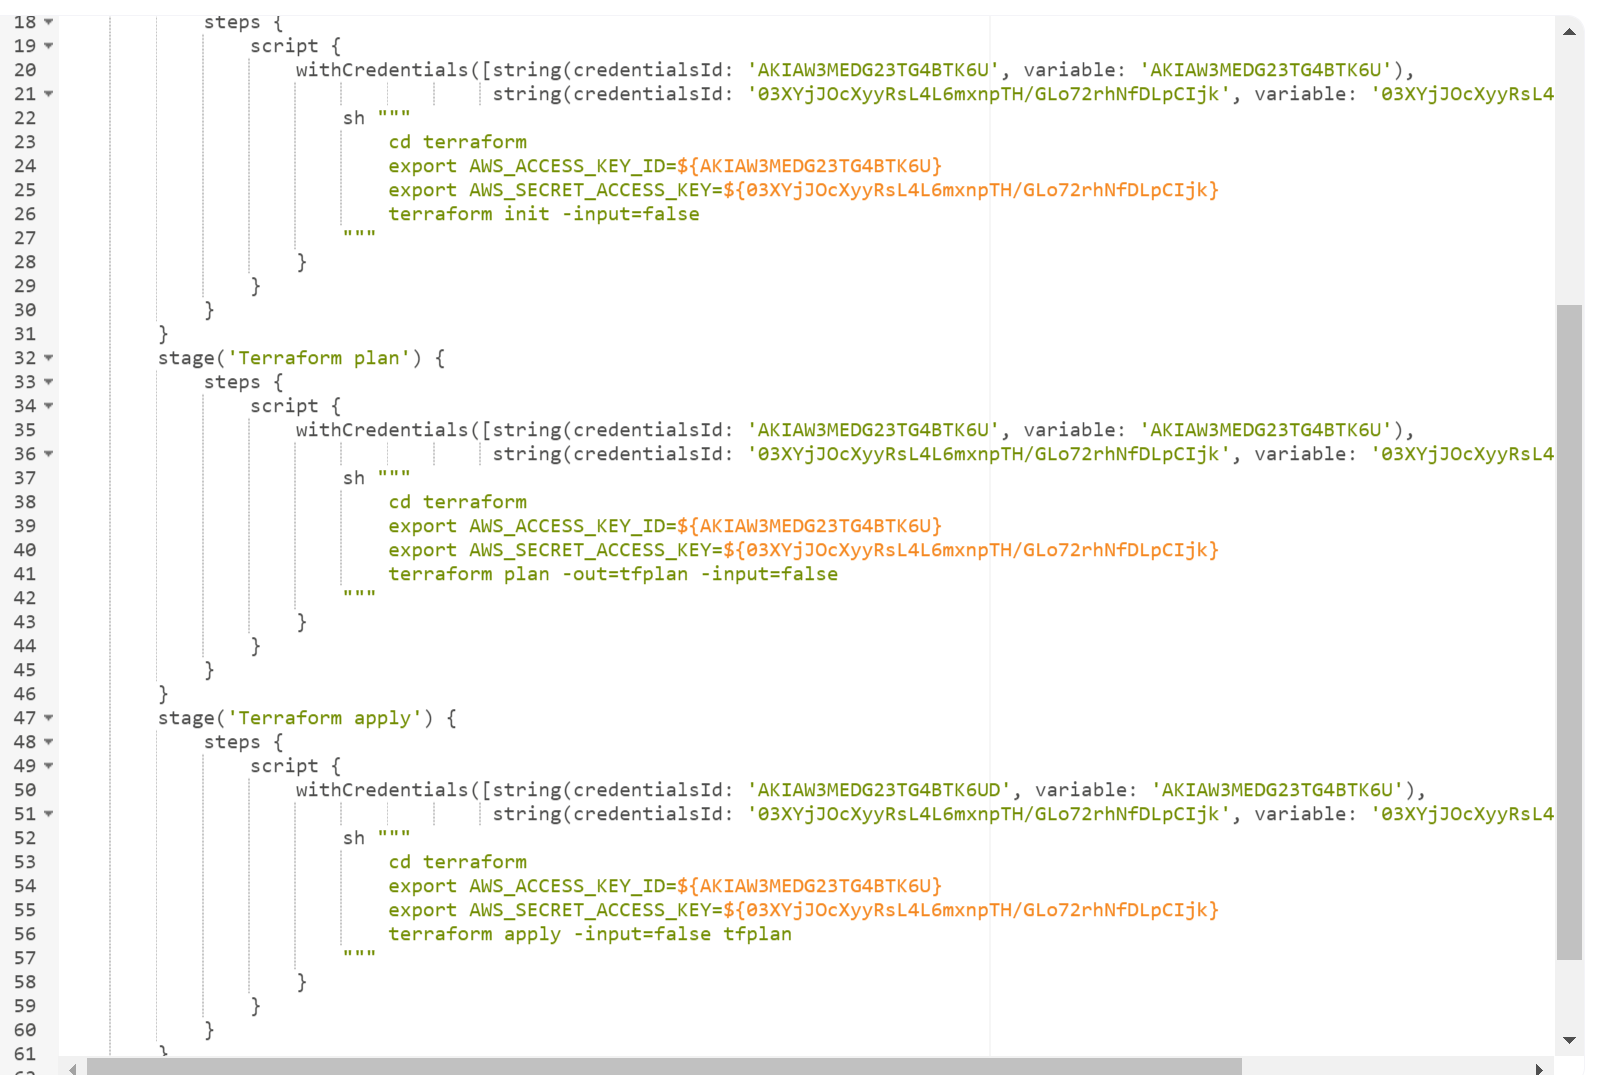 18 steps {
19 script {
20 withCredentials([string(credentialsId: 'AKIAW3MEDG23TG4BTK6U', variable: 'AKIAW3MEDG23TG4BTK6U'),
21 string(credentialsId: '03XYjJOcXyyRsL4L6mxnpTH/GLo72rhNfDLpCIjk', variable: '03XYjJOcXyyRsL4
22 sh """
23 cd terraform
24 export AWS_ACCESS_KEY_ID=${AKIAW3MEDG23TG4BTK6U}
25 export AWS_SECRET_ACCESS_KEY=${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}
26 terraform init -input=false
27 """
28 }
29 }
30 }
31 }
32 stage('Terraform plan') {
33 steps {
34 script {
35 withCredentials([string(credentialsId: 'AKIAW3MEDG23TG4BTK6U', variable: 'AKIAW3MEDG23TG4BTK6U'),
36 string(credentialsId: '03XYjJOcXyyRsL4L6mxnpTH/GLo72rhNfDLpCIjk', variable: '03XYjJOcXyyRsL4
37 sh """
38 cd terraform
39 export AWS_ACCESS_KEY_ID=${AKIAW3MEDG23TG4BTK6U}
40 export AWS_SECRET_ACCESS_KEY=${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}
41 terraform plan -out=tfplan -input=false
42 """
43 }
44 }
45 }
46 }
47 stage('Terraform apply') {
48 steps {
49 script {
50 withCredentials([string(credentialsId: 'AKIAW3MEDG23TG4BTK6UD', variable: 'AKIAW3MEDG23TG4BTK6U'),
51 string(credentialsId: '03XYjJOcXyyRsL4L6mxnpTH/GLo72rhNfDLpCIjk', variable: '03XYjJOcXyyRsL4
52 sh """
53 cd terraform
54 export AWS_ACCESS_KEY_ID=${AKIAW3MEDG23TG4BTK6U}
55 export AWS_SECRET_ACCESS_KEY=${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}
56 terraform apply -input=false tfplan
57 """
58 }
59 }
60 }
61 }